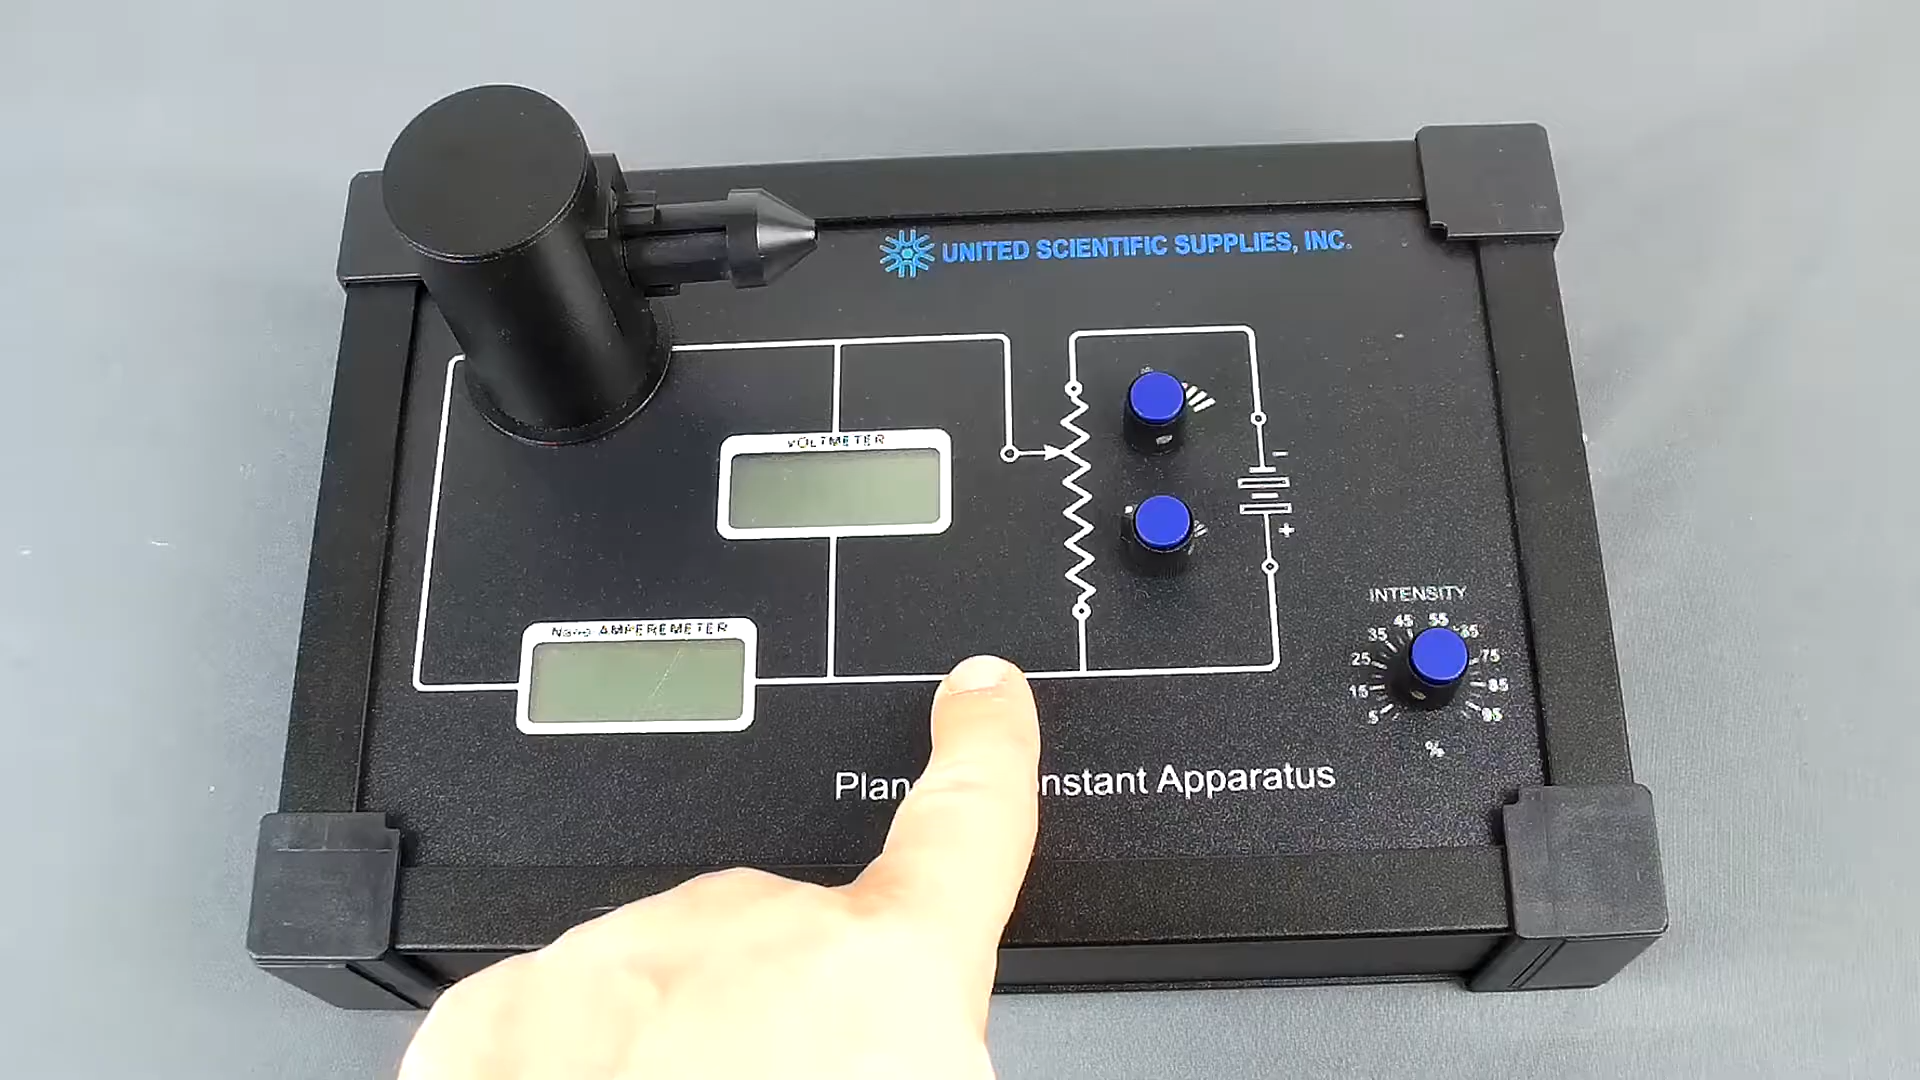 UNITED SCIENTIFIC SUPPLIES, INC.
VOLTMETER
-
+
Nano AMPEREMETER
INTENSITY
45 55
35 65
25 75
15 85
5 95
%
Plan onstant Apparatus